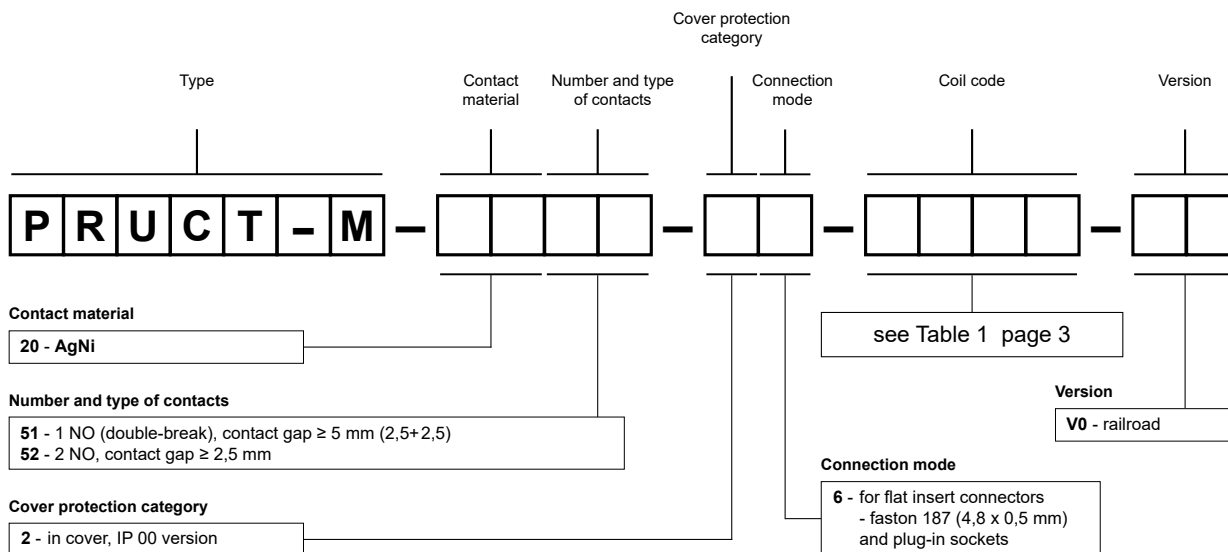 Cover protection
category
Type
Contact
material
Number and type
of contacts
Connection
mode
Coil code
Version
PRUCT-M – – – –
Contact material
20 - AgNi
see Table 1 page 3
Number and type of contacts
51 - 1 NO (double-break), contact gap ≥ 5 mm (2,5+2,5)
52 - 2 NO, contact gap ≥ 2,5 mm
Version
V0 - railroad
Cover protection category
2 - in cover, IP 00 version
Connection mode
6 - for flat insert connectors
- faston 187 (4,8 x 0,5 mm)
and plug-in sockets